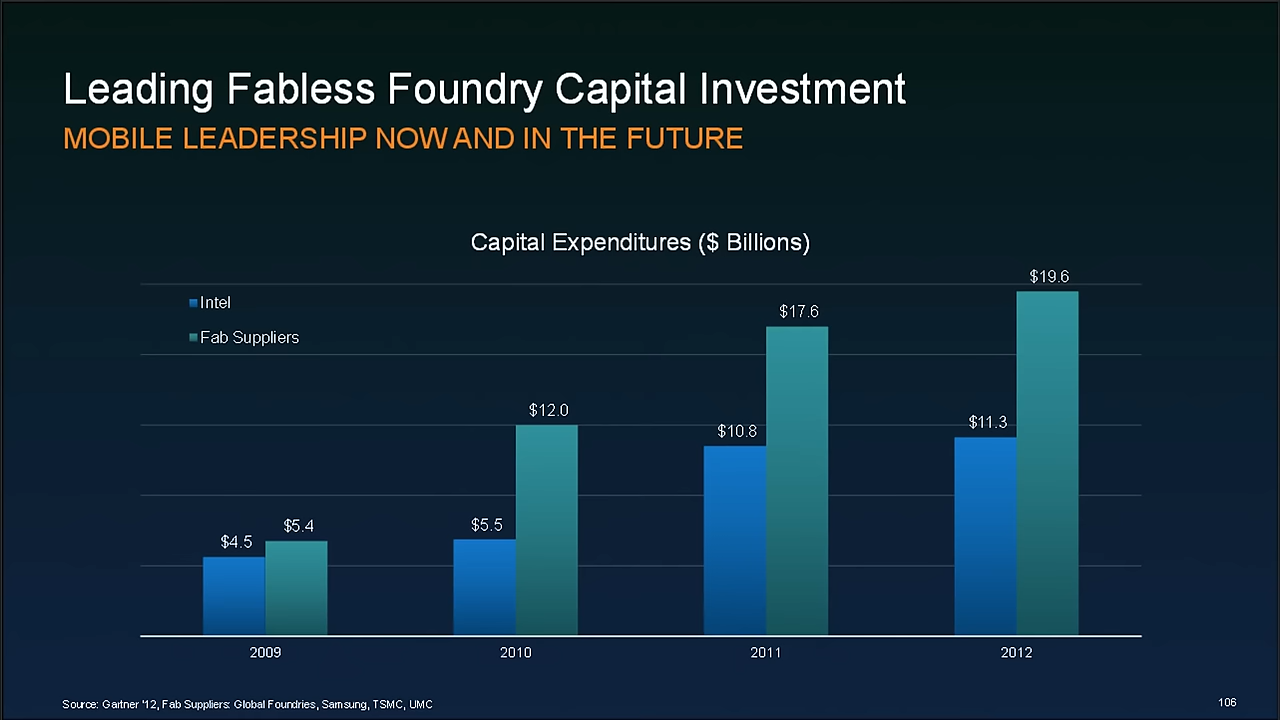 Leading Fabless Foundry Capital Investment
MOBILE LEADERSHIP NOW AND IN THE FUTURE
Capital Expenditures ($ Billions)
Intel
Fab Suppliers
$4.5
$5.4
$5.5
$12.0
$10.8
$17.6
$11.3
$19.6
2009
2010
2011
2012
Source: Gartner '12, Fab Suppliers: Global Foundries, Samsung, TSMC, UMC
106